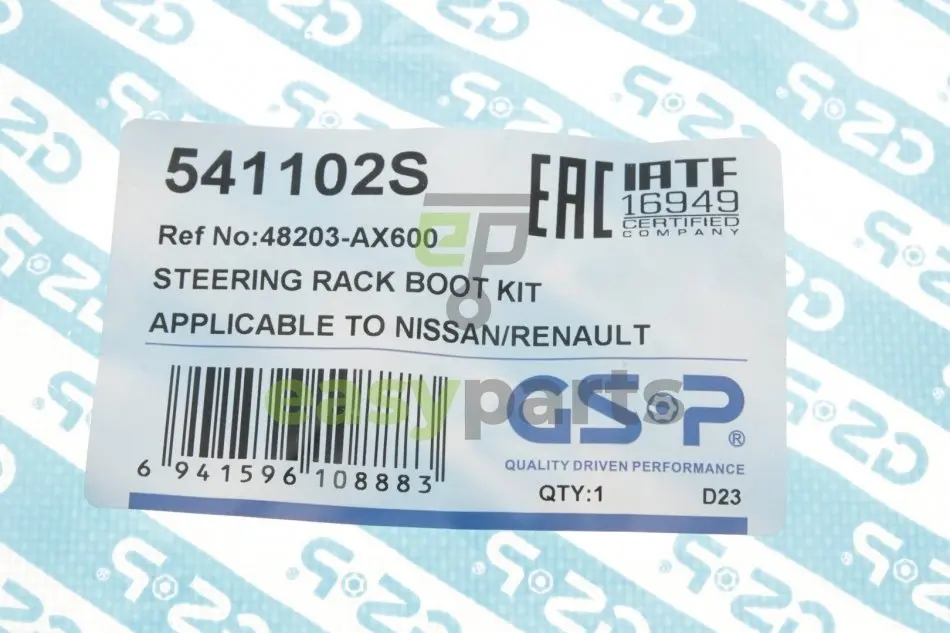 541102S
EAC
IATF
16949
CERTIFIED
COMPANY
Ref No:48203-AX600
STEERING RACK BOOT KIT
APPLICABLE TO NISSAN/RENAULT
easyparts
GSP®
6 941596 108883
QUALITY DRIVEN PERFORMANCE
QTY:1
D23